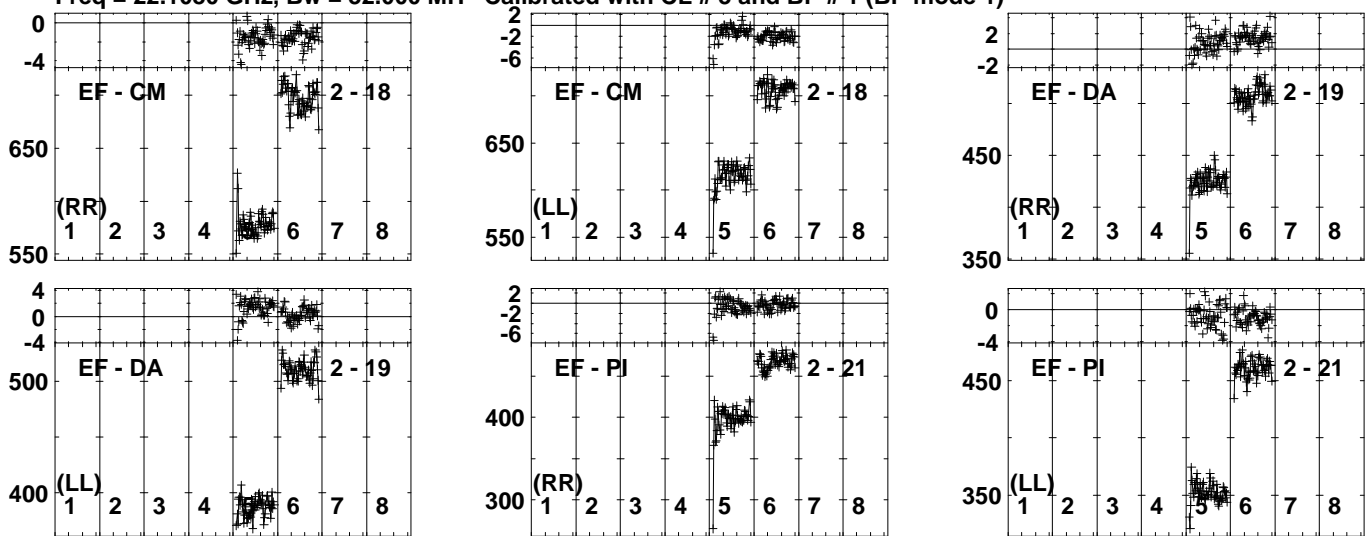 GHz, Bw = MH Calibrated with CL # and BP # 1 (BP mode 1)
0
-4
EF - CM 2 - 18
650
(RR)
1 2 3 4 5 6 7 8
550
2
-2
-6
EF - CM 2 - 18
650
(LL)
1 2 3 4 5 6 7 8
550
2
-2
EF - DA 2 - 19
450
(RR)
1 2 3 4 5 6 7 8
350
4
0
-4
EF - DA 2 - 19
500
(LL)
400 1 2 3 4 5 6 7 8
2
-2
-6
EF - PI 2 - 21
400
(RR)
300 1 2 3 4 5 6 7 8
0
-4
EF - PI 2 - 21
450
(LL)
350 1 2 3 4 5 6 7 8